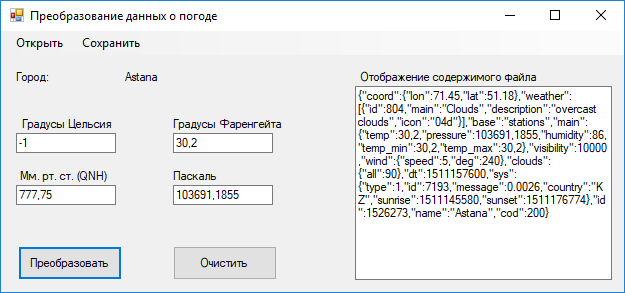 Преобразование данных о погоде
Открыть Сохранить
Город: Astana
Отображение содержимого файла
Градусы Цельсия Градусы Фаренгейта
-1 30,2
Мм. рт. ст. (QNH) Паскаль
777,75 103691,1855
Преобразовать Очистить
{"coord":{"lon":71.45,"lat":51.18},"weather":
[{"id":804,"main":"Clouds","description":"overcast
clouds","icon":"04d"}],"base":"stations","main":
{"temp":30,2,"pressure":103691,1855,"humidity":86,
"temp_min":30,2,"temp_max":30,2},"visibility":10000
,"wind":{"speed":5,"deg":240},"clouds":
{"all":90},"dt":1511157600,"sys":
{"type":1,"id":7193,"message":0.0026,"country":"K
Z","sunrise":1511145580,"sunset":1511176774},"id
":1526273,"name":"Astana","cod":200}